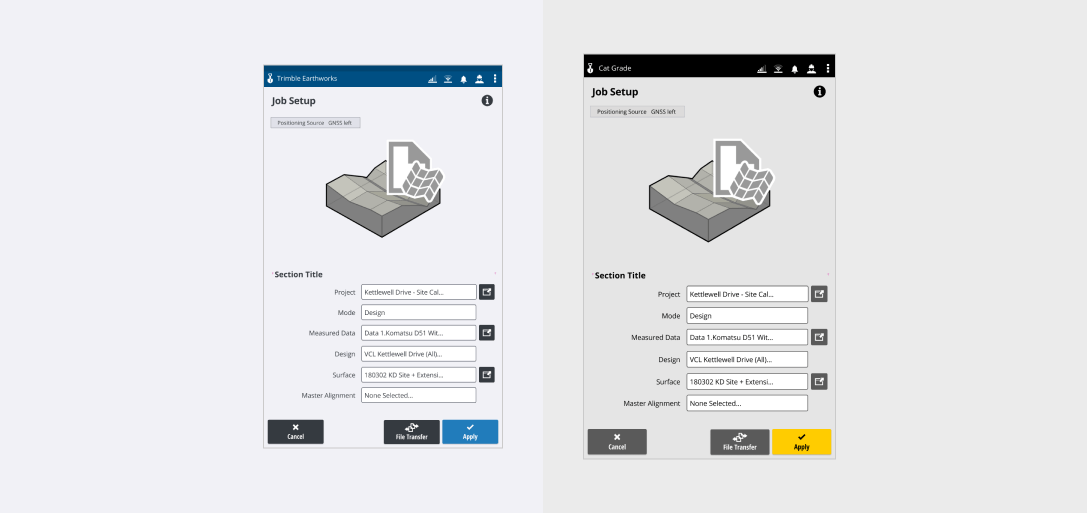 Trimble Earthworks
Job Setup
Positioning Source GNSS left
Section Title
Project Kettlewell Drive - Site Cal...
Mode Design
Measured Data Data 1.Komatsu D51 Wit...
Design VCL Kettlewell Drive (All)...
Surface 180302 KD Site + Extensi...
Master Alignment None Selected...
Cancel File Transfer Apply
Cat Grade
Job Setup
Positioning Source GNSS left
Section Title
Project Kettlewell Drive - Site Cal...
Mode Design
Measured Data Data 1.Komatsu D51 Wit...
Design VCL Kettlewell Drive (All)...
Surface 180302 KD Site + Extensi...
Master Alignment None Selected...
Cancel File Transfer Apply